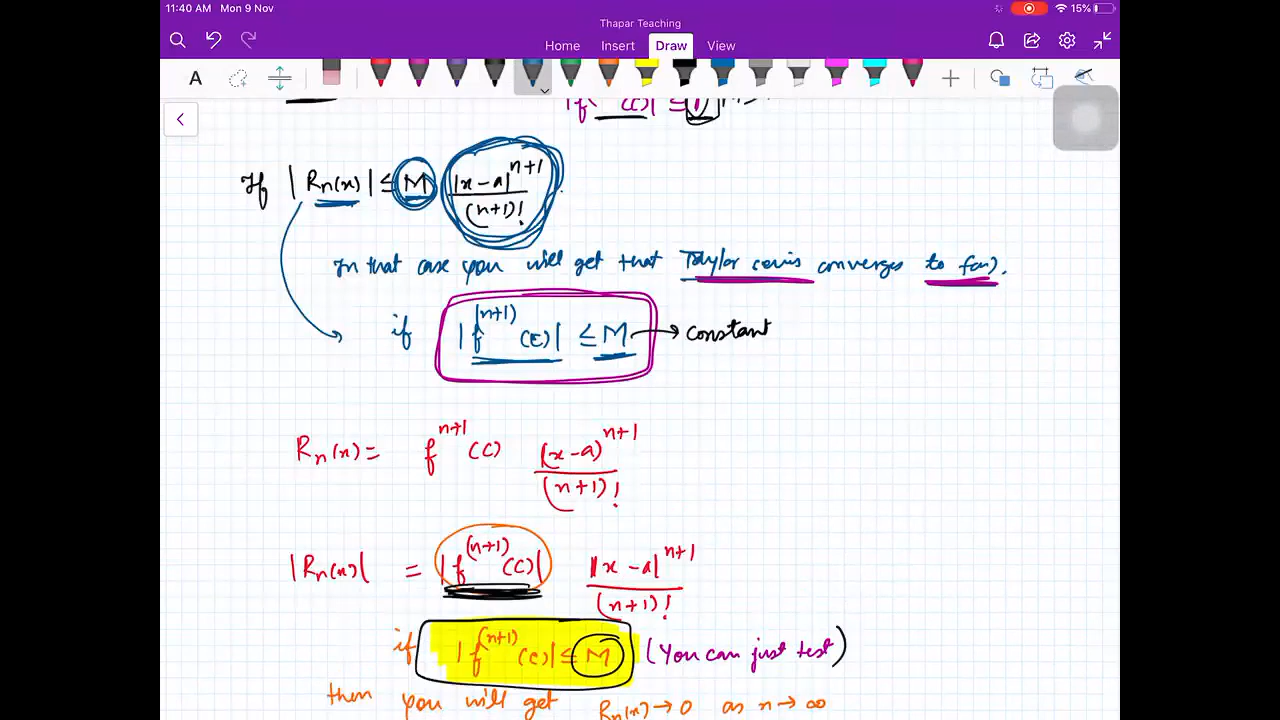 11:40 AM Mon 9 Nov
15%
Thapar Teaching
Home Insert Draw View
A
If |Rn(x)| ≤ M |x-a|^{n+1} / (n+1)!
In that case you will get that Taylor series converges to f(x).
if |f^{(n+1)}(c)| ≤ M → constant
Rn(x) = f^{n+1}(c) (x-a)^{n+1} / (n+1)!
|Rn(x)| = |f^{(n+1)}(c)| |x-a|^{n+1} / (n+1)!
if |f^{(n+1)}(c)| ≤ M (You can just test)
then you will get Rn(x) → 0 as n → ∞